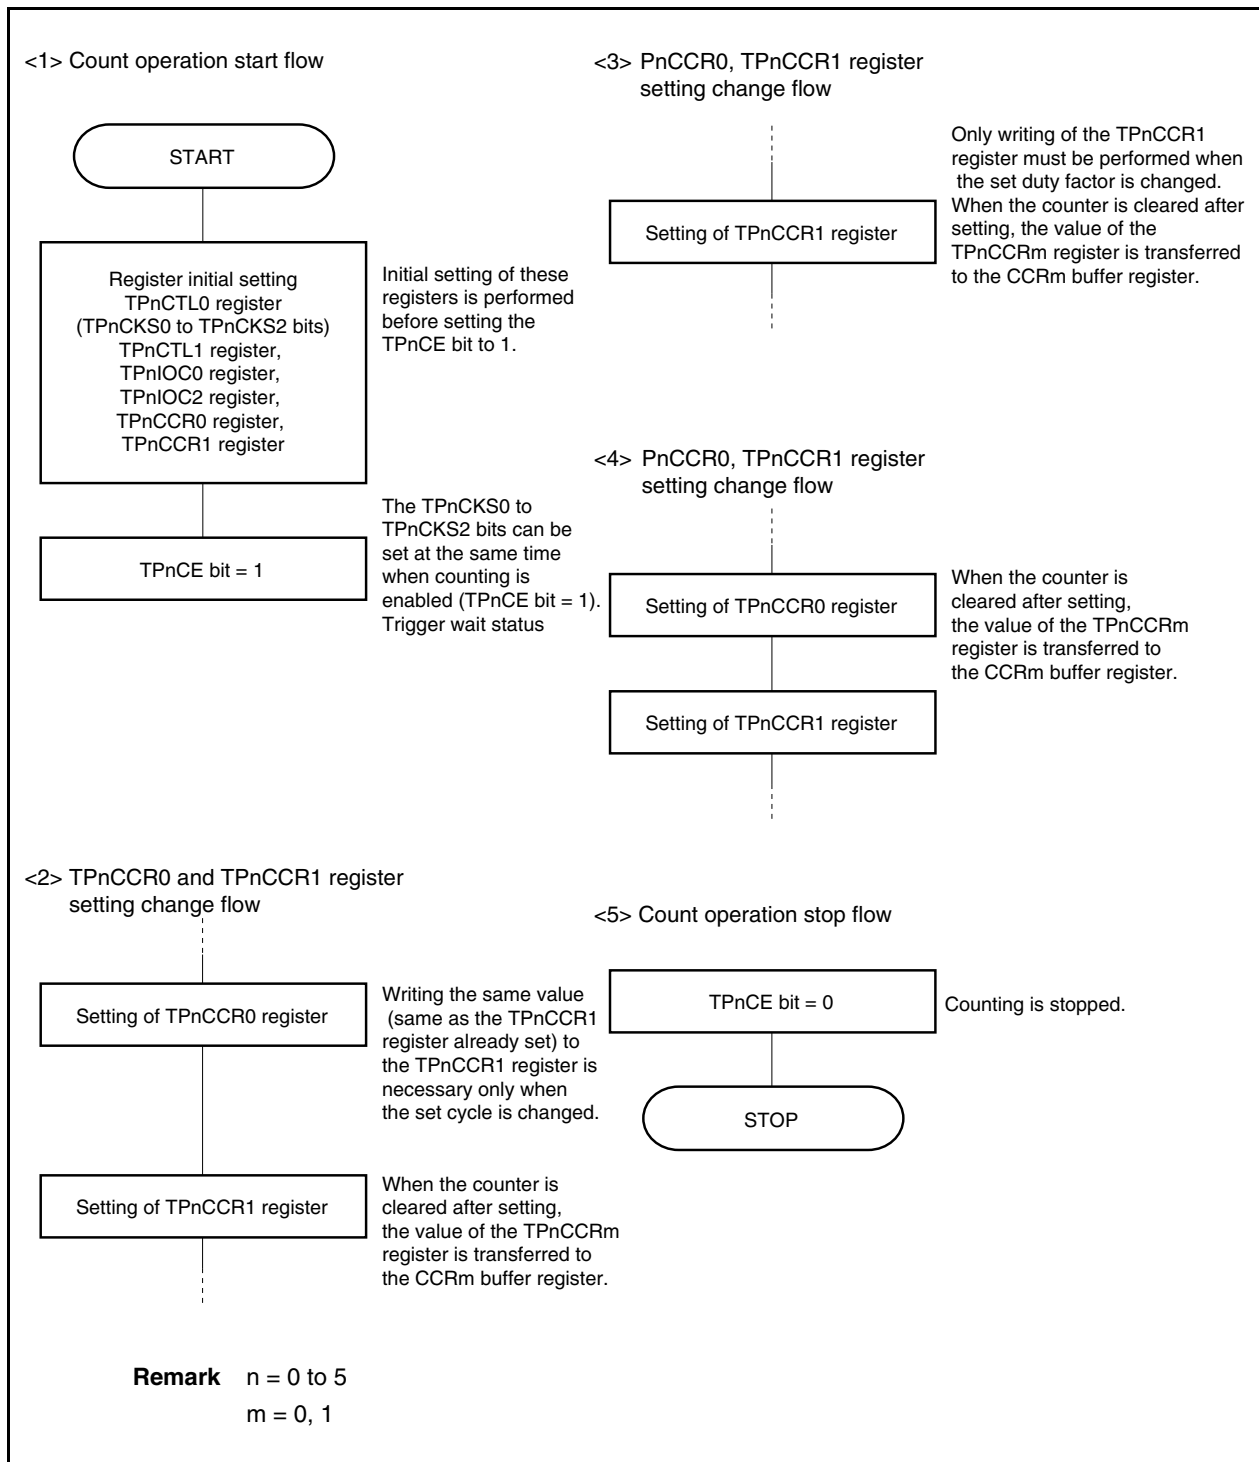 <1> Count operation start flow
START
Register initial setting
TPnCTL0 register
(TPnCKS0 to TPnCKS2 bits)
TPnCTL1 register,
TPnIOC0 register,
TPnIOC2 register,
TPnCCR0 register,
TPnCCR1 register
Initial setting of these
registers is performed
before setting the
TPnCE bit to 1.
TPnCE bit = 1
The TPnCKS0 to
TPnCKS2 bits can be
set at the same time
when counting is
enabled (TPnCE bit = 1).
Trigger wait status
<2> TPnCCR0 and TPnCCR1 register
setting change flow
Setting of TPnCCR0 register
Writing the same value
(same as the TPnCCR1
register already set) to
the TPnCCR1 register is
necessary only when
the set cycle is changed.
Setting of TPnCCR1 register
When the counter is
cleared after setting,
the value of the TPnCCRm
register is transferred to
the CCRm buffer register.
<3> PnCCR0, TPnCCR1 register
setting change flow
Setting of TPnCCR1 register
Only writing of the TPnCCR1
register must be performed when
the set duty factor is changed.
When the counter is cleared after
setting, the value of the
TPnCCRm register is transferred
to the CCRm buffer register.
<4> PnCCR0, TPnCCR1 register
setting change flow
Setting of TPnCCR0 register
When the counter is
cleared after setting,
the value of the TPnCCRm
register is transferred to
the CCRm buffer register.
Setting of TPnCCR1 register
<5> Count operation stop flow
TPnCE bit = 0
Counting is stopped.
STOP
Remark n = 0 to 5
m = 0, 1